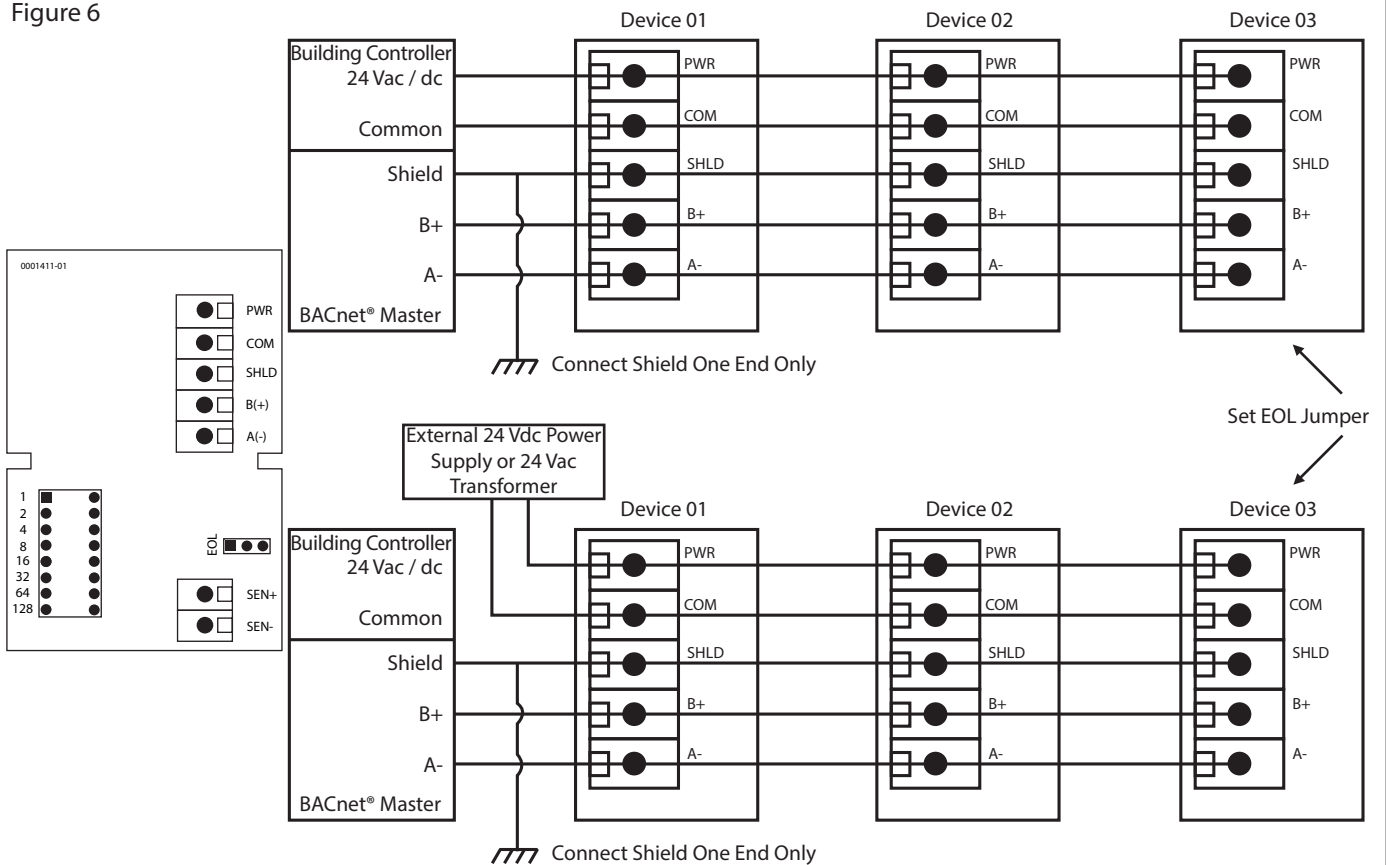 Figure 6
Device 01
Device 02
Device 03
Building Controller
24 Vac / dc
Common
Shield
B+
A-
BACnet® Master
PWR
COM
SHLD
B+
A-
PWR
COM
SHLD
B+
A-
PWR
COM
SHLD
B+
A-
Connect Shield One End Only
Set EOL Jumper
0001411-01
PWR
COM
SHLD
B(+)
A(-)
1
2
4
8
16
32
64
128
EOL
SEN+
SEN-
External 24 Vdc Power
Supply or 24 Vac
Transformer
Device 01
Device 02
Device 03
Building Controller
24 Vac / dc
Common
Shield
B+
A-
BACnet® Master
PWR
COM
SHLD
B+
A-
PWR
COM
SHLD
B+
A-
PWR
COM
SHLD
B+
A-
Connect Shield One End Only